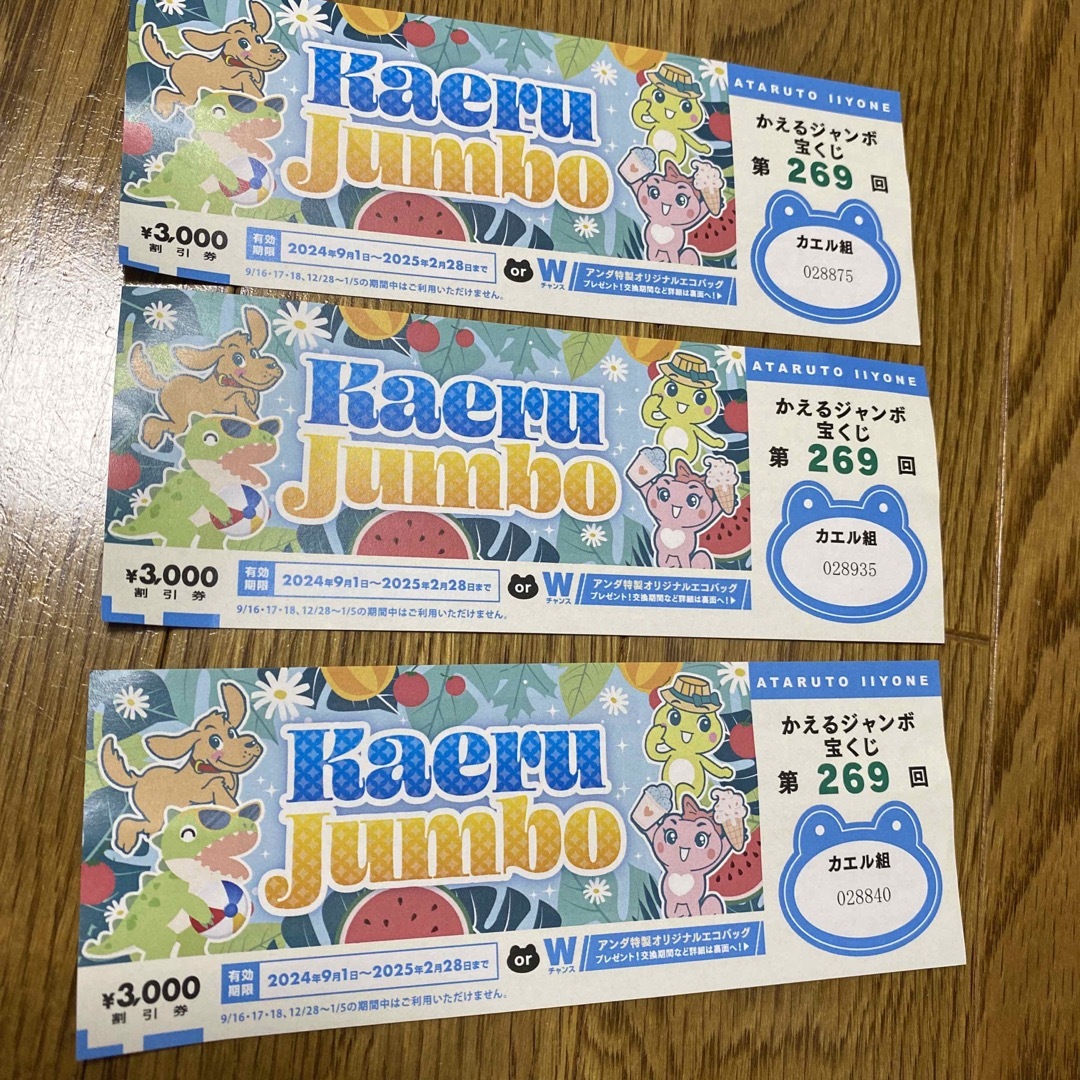 Kaeru
Jumbo
¥3,000
割引券
有効
期限
2024年9月1日〜2025年2月28日まで
9/16・17・18、12/28〜1/5の期間中はご利用いただけません。
or
W
チャンス
アンダ特製オリジナルエコバッグ
プレゼント!交換期間など詳細は裏面へ!▶
ATARUTO IIYONE
かえるジャンボ
宝くじ
第 269 回
カエル組
028875
Kaeru
Jumbo
¥3,000
割引券
有効
期限
2024年9月1日〜2025年2月28日まで
9/16・17・18、12/28〜1/5の期間中はご利用いただけません。
or
W
チャンス
アンダ特製オリジナルエコバッグ
プレゼント!交換期間など詳細は裏面へ!▶
ATARUTO IIYONE
かえるジャンボ
宝くじ
第 269 回
カエル組
028935
Kaeru
Jumbo
¥3,000
割引券
有効
期限
2024年9月1日〜2025年2月28日まで
9/16・17・18、12/28〜1/5の期間中はご利用いただけません。
or
W
チャンス
アンダ特製オリジナルエコバッグ
プレゼント!交換期間など詳細は裏面へ!▶
ATARUTO IIYONE
かえるジャンボ
宝くじ
第 269 回
カエル組
028840